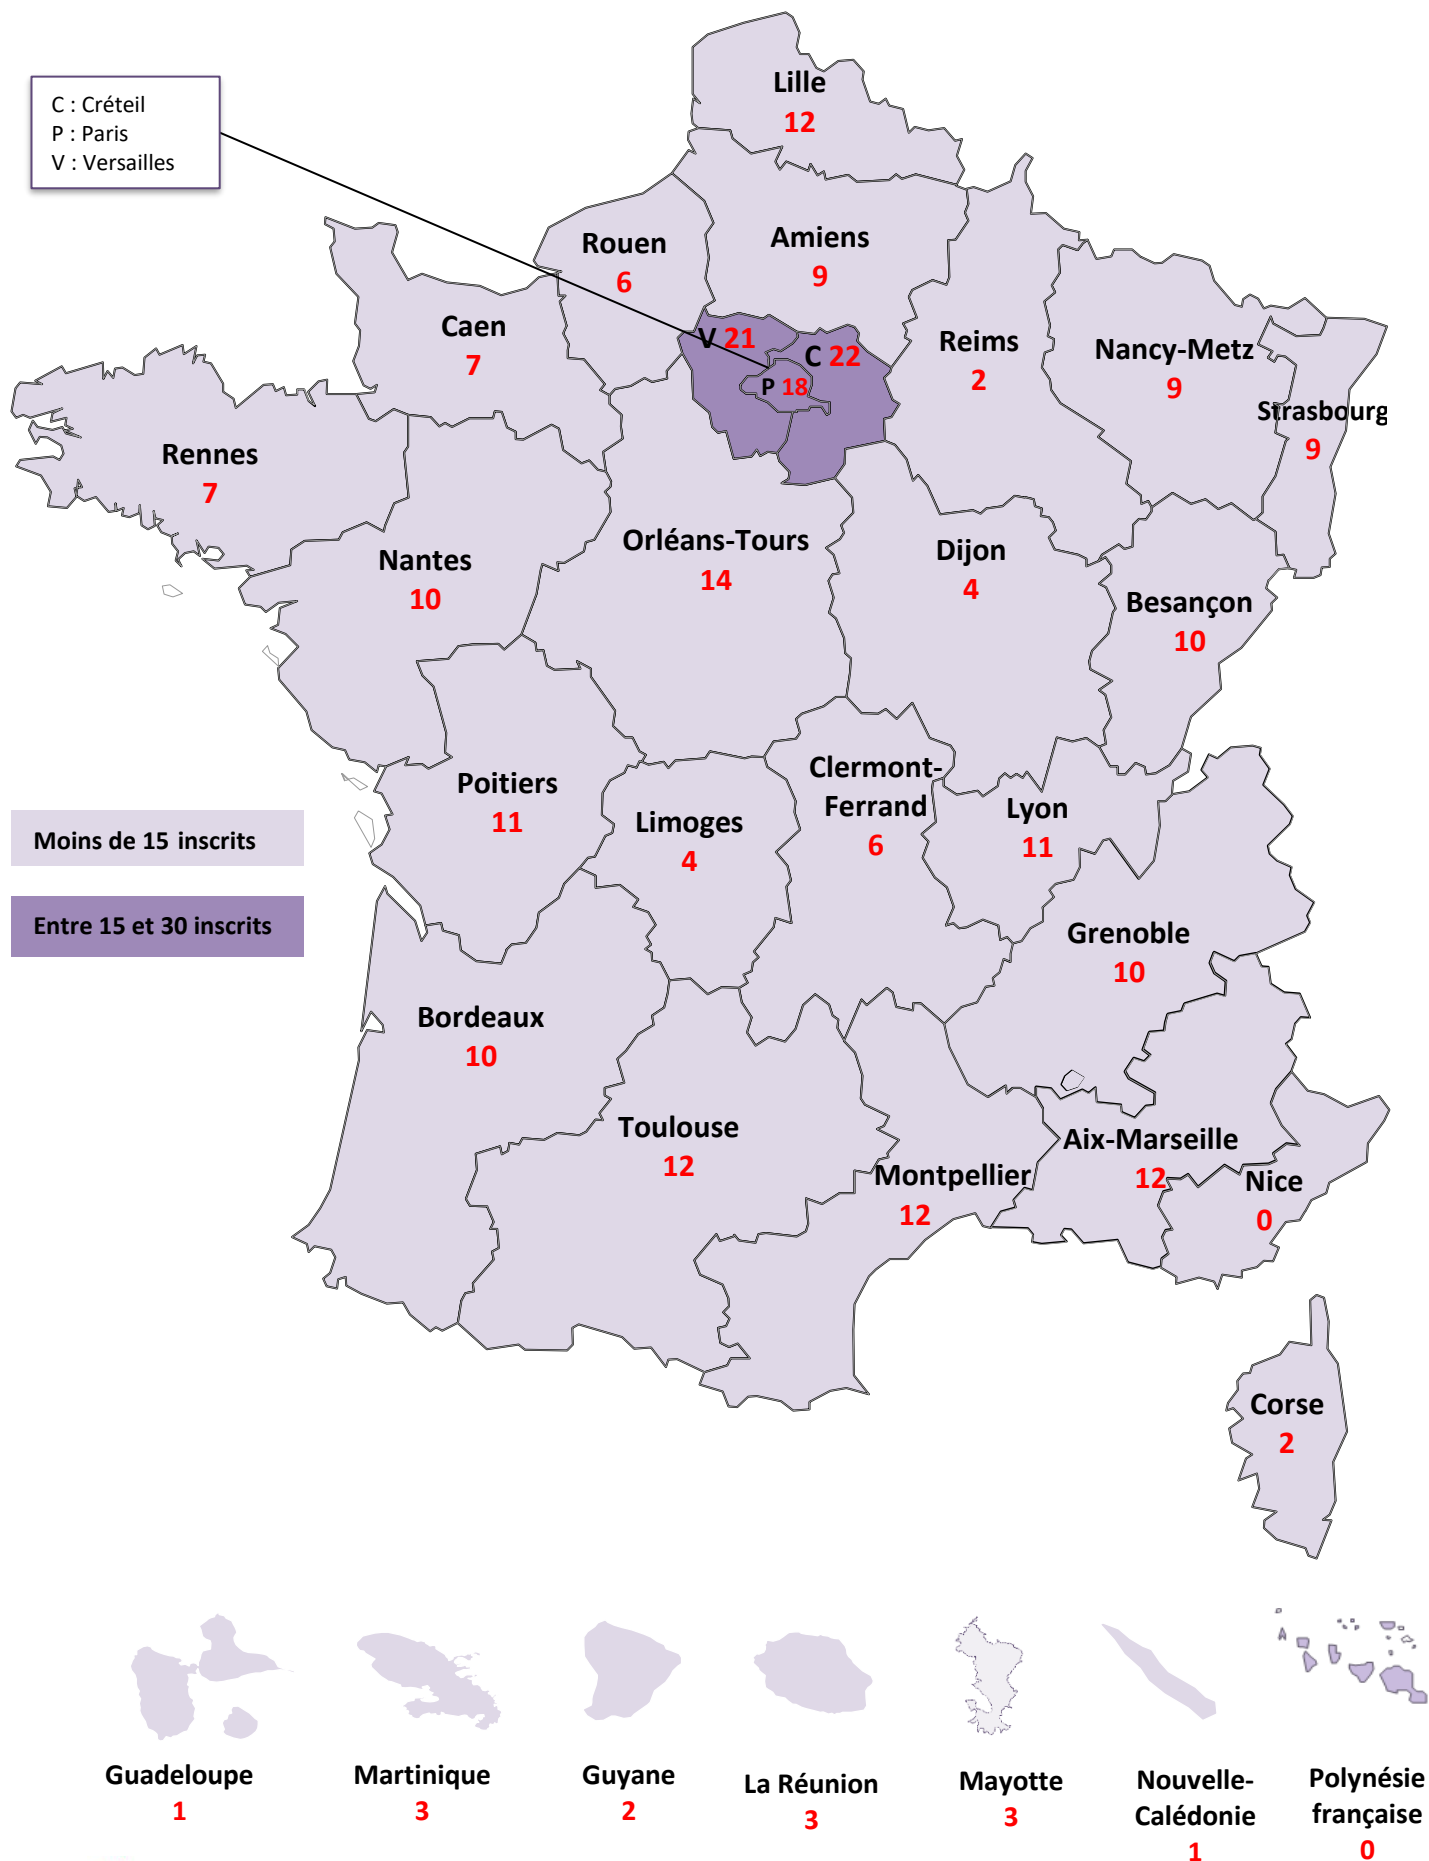 C : Créteil
P : Paris
V : Versailles
Lille
12
Rouen
6
Amiens
9
Caen
7
V 21
C 22
P 18
Reims
2
Nancy-Metz
9
Strasbourg
9
Rennes
7
Nantes
10
Orléans-Tours
14
Dijon
4
Besançon
10
Poitiers
11
Limoges
4
Clermont-
Ferrand
6
Lyon
11
Moins de 15 inscrits
Entre 15 et 30 inscrits
Grenoble
10
Bordeaux
10
Toulouse
12
Montpellier
12
Aix-Marseille
12
Nice
0
Corse
2
Guadeloupe
1
Martinique
3
Guyane
2
La Réunion
3
Mayotte
3
Nouvelle-
Calédonie
1
Polynésie
française
0